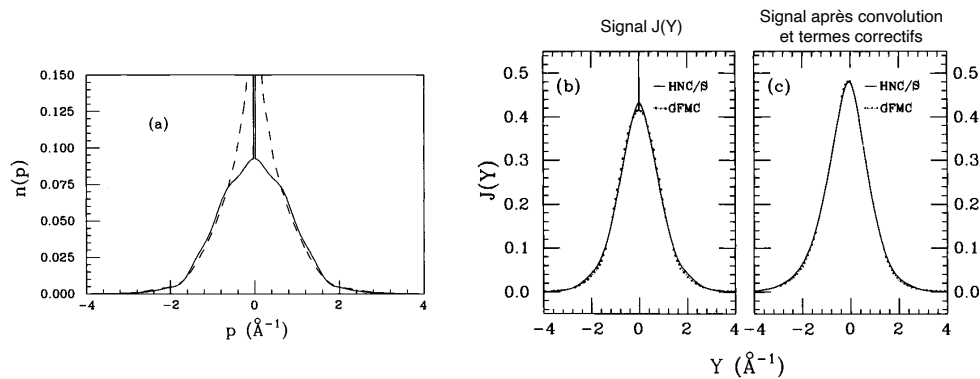 0.150
0.125
0.100
0.075
0.050
0.025
0.000
n(p)
(a)
−4 −2 0 2 4
p (Å⁻¹)
Signal J(Y)
Signal après convolution
et termes correctifs
0.5
0.4
0.3
0.2
0.1
0.0
J(Y)
(b)
HNC/S
GFMC
−4 −2 0 2 4
(c)
HNC/S
GFMC
0.5
0.4
0.3
0.2
0.1
0.0
−4 −2 0 2 4
Y (Å⁻¹)